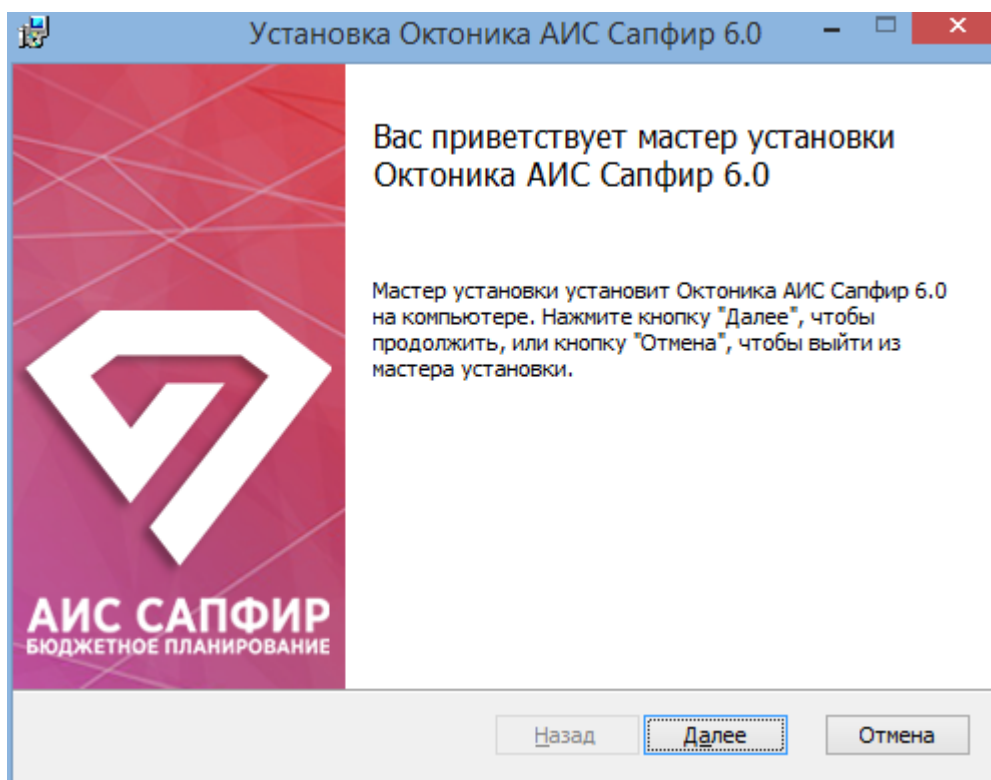 Установка Октоника АИС Сапфир 6.0
Вас приветствует мастер установки
Октоника АИС Сапфир 6.0
Мастер установки установит Октоника АИС Сапфир 6.0
на компьютере. Нажмите кнопку "Далее", чтобы
продолжить, или кнопку "Отмена", чтобы выйти из
мастера установки.
АИС САПФИР
БЮДЖЕТНОЕ ПЛАНИРОВАНИЕ
Назад
Далее
Отмена